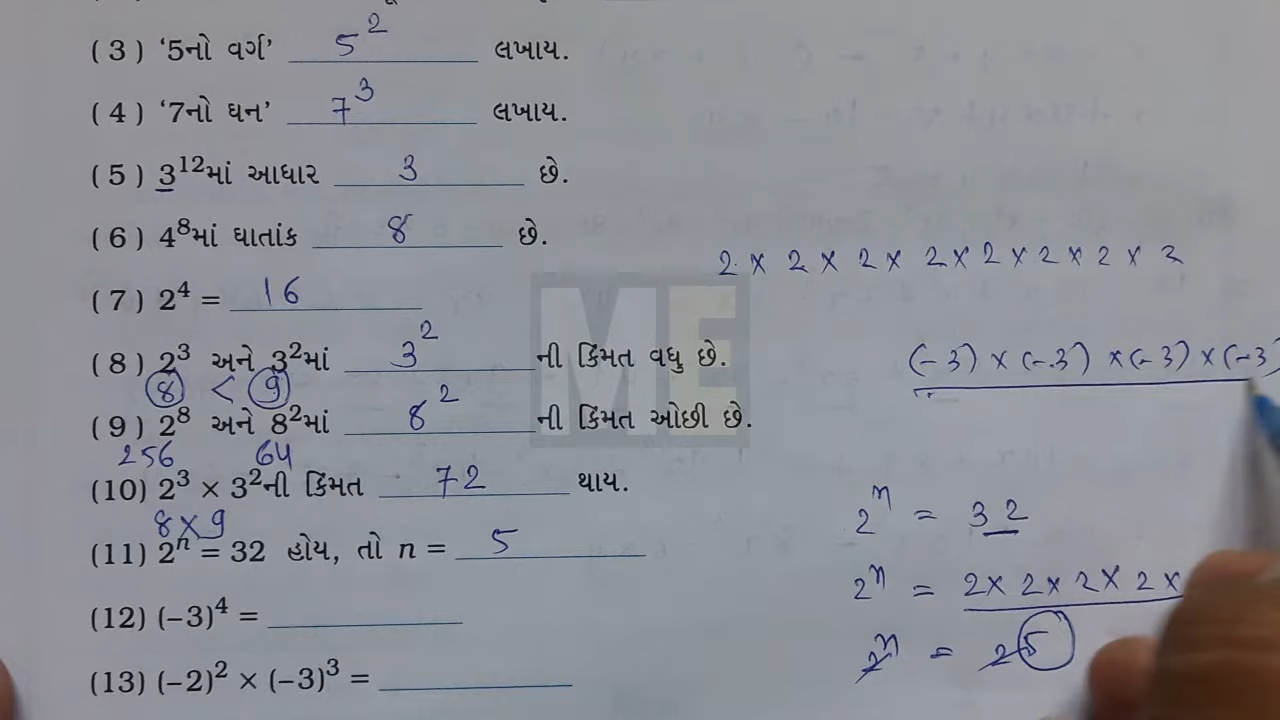 (3) ‘5નો વર્ગ’ 5² લખાય.
(4) ‘7નો ઘન’ 7³ લખાય.
(5) 3¹²માં આધાર 3 છે.
(6) 4⁸માં ઘાતાંક 8 છે.
2 × 2 × 2 × 2 × 2 × 2 × 2 × 2
(7) 2⁴ = 16
ME
(8) 2³ અને 3²માં 3² ની કિંમત વધુ છે.
(-3) × (-3) × (-3) × (-3)
8 < 9
(9) 2⁸ અને 8²માં 8² ની કિંમત ઓછી છે.
256 64
(10) 2³ × 3²ની કિંમત 72 થાય.
8 × 9
2ⁿ = 32
(11) 2ⁿ = 32 હોય, તો n = 5
2ⁿ = 2 × 2 × 2 × 2 ×
(12) (–3)⁴ =
2ⁿ = 2⁵
(13) (–2)² × (–3)³ =